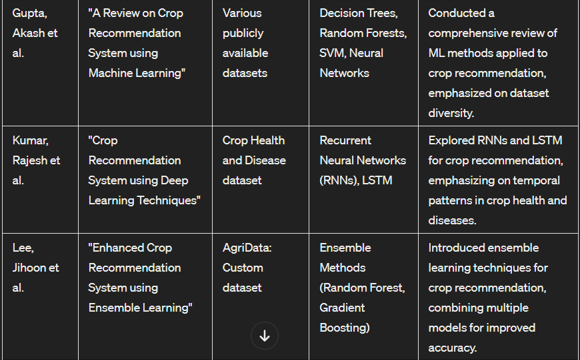 Gupta, Akash et al.
"A Review on Crop Recommendation System using Machine Learning"
Various publicly available datasets
Decision Trees, Random Forests, SVM, Neural Networks
Conducted a comprehensive review of ML methods applied to crop recommendation, emphasized on dataset diversity.
Kumar, Rajesh et al.
"Crop Recommendation System using Deep Learning Techniques"
Crop Health and Disease dataset
Recurrent Neural Networks (RNNs), LSTM
Explored RNNs and LSTM for crop recommendation, emphasizing on temporal patterns in crop health and diseases.
Lee, Jihoon et al.
"Enhanced Crop Recommendation System using Ensemble Learning"
AgriData: Custom dataset
Ensemble Methods (Random Forest, Gradient Boosting)
Introduced ensemble learning techniques for crop recommendation, combining multiple models for improved accuracy.